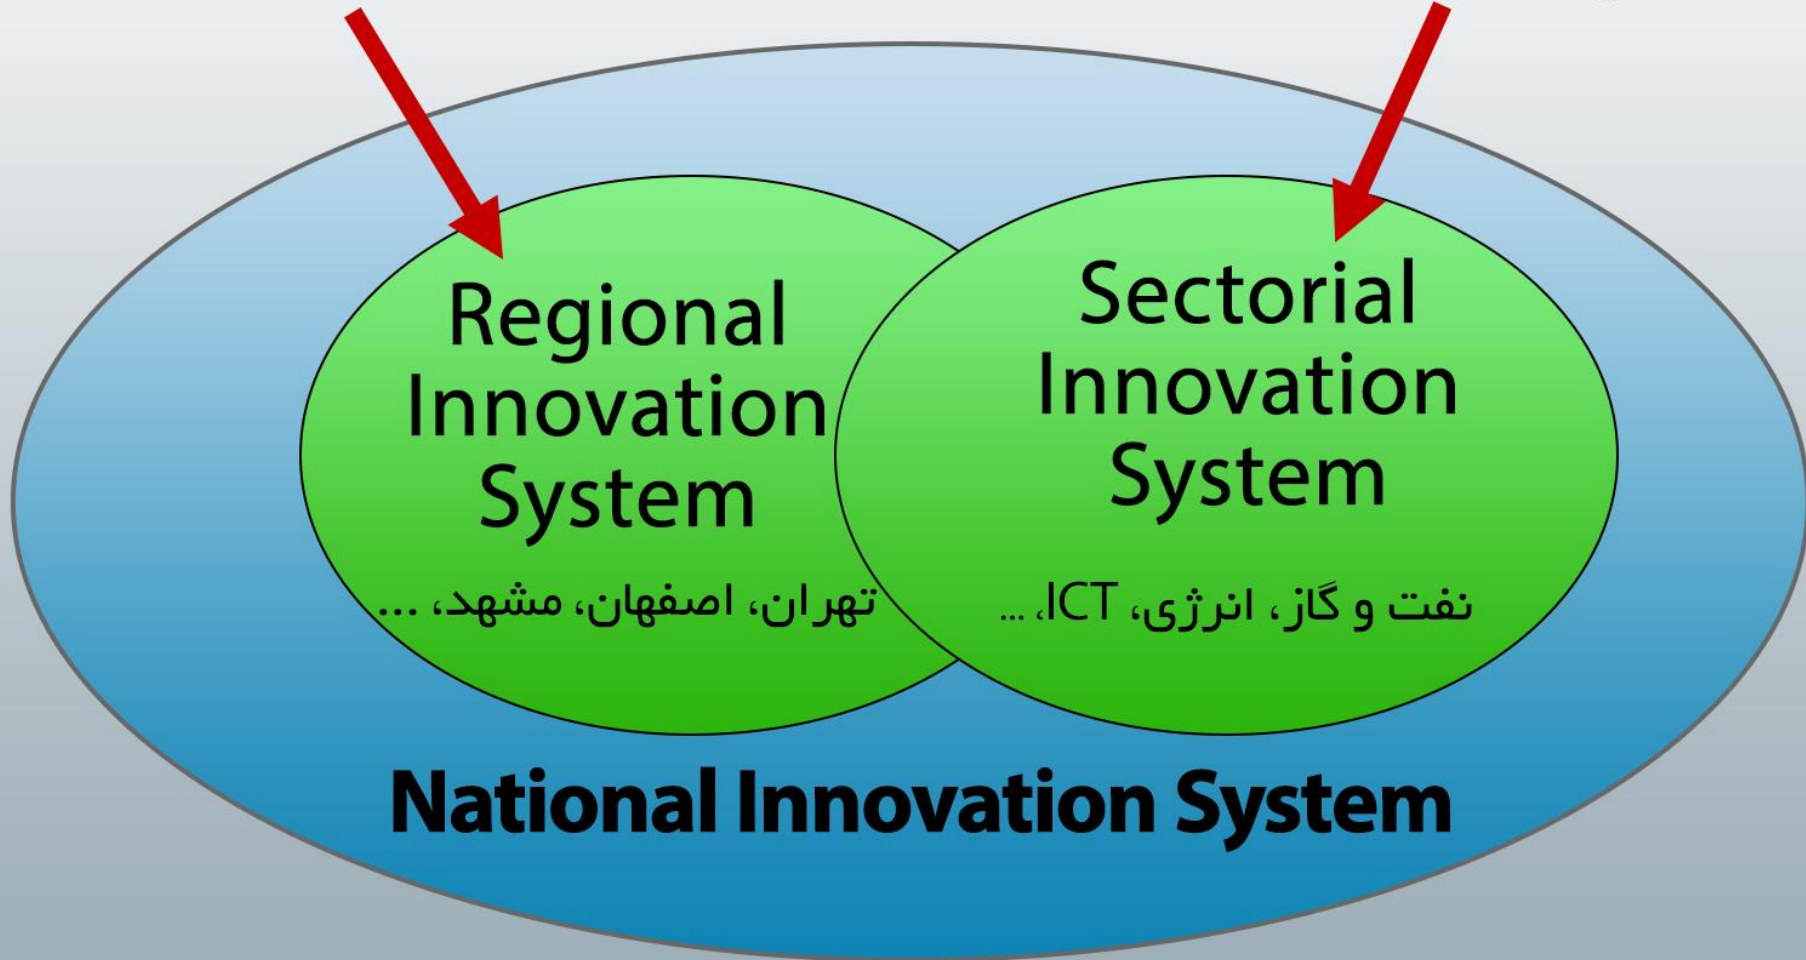 Regional
Innovation
System
تهران، اصفهان، مشهد، ...
Sectorial
Innovation
System
نفت و گاز، انرژی، ICT، ...
National Innovation System